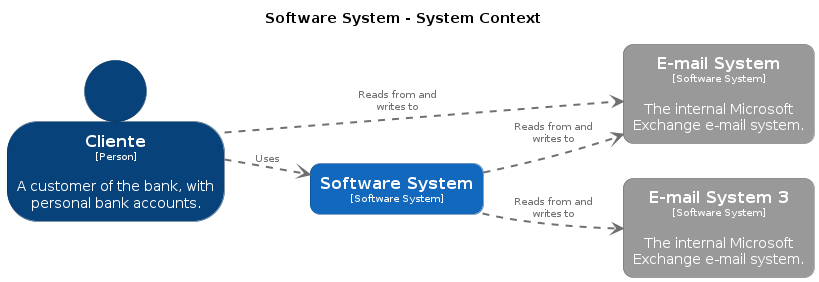 Software System - System Context
Cliente
[Person]
A customer of the bank, with
personal bank accounts.
Reads from and
writes to
Uses
Software System
[Software System]
Reads from and
writes to
Reads from and
writes to
E-mail System
[Software System]
The internal Microsoft
Exchange e-mail system.
E-mail System 3
[Software System]
The internal Microsoft
Exchange e-mail system.